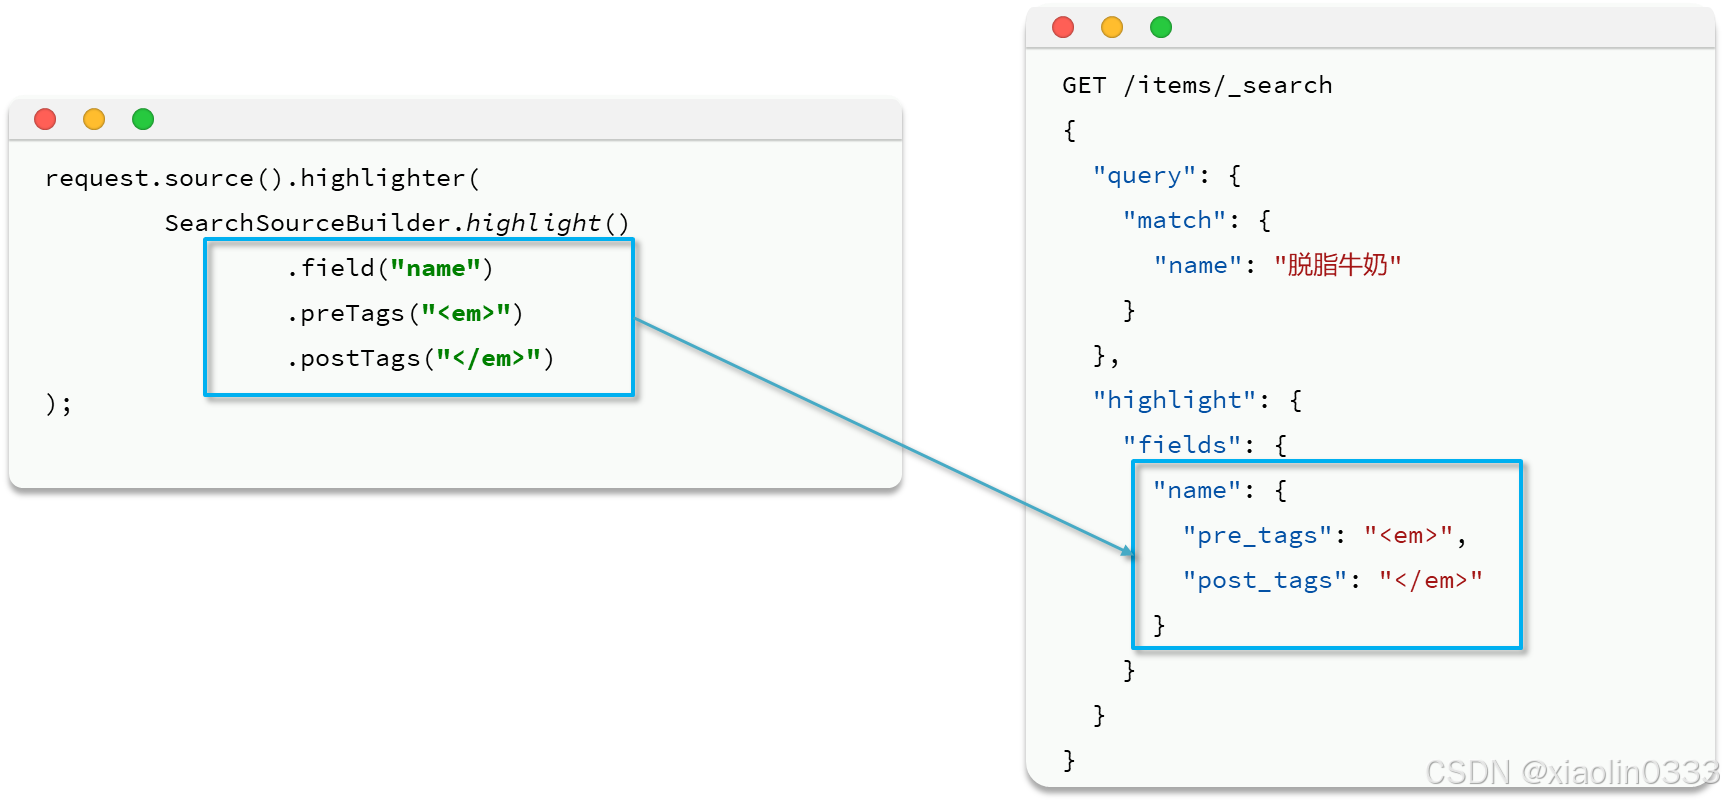 request.source().highlighter(
SearchSourceBuilder.highlight()
.field("name")
.preTags("<em>")
.postTags("</em>")
);
GET /items/_search
{
"query": {
"match": {
"name": "脱脂牛奶"
}
},
"highlight": {
"fields": {
"name": {
"pre_tags": "<em>",
"post_tags": "</em>"
}
}
}
}
CSDN @xiaolin0333